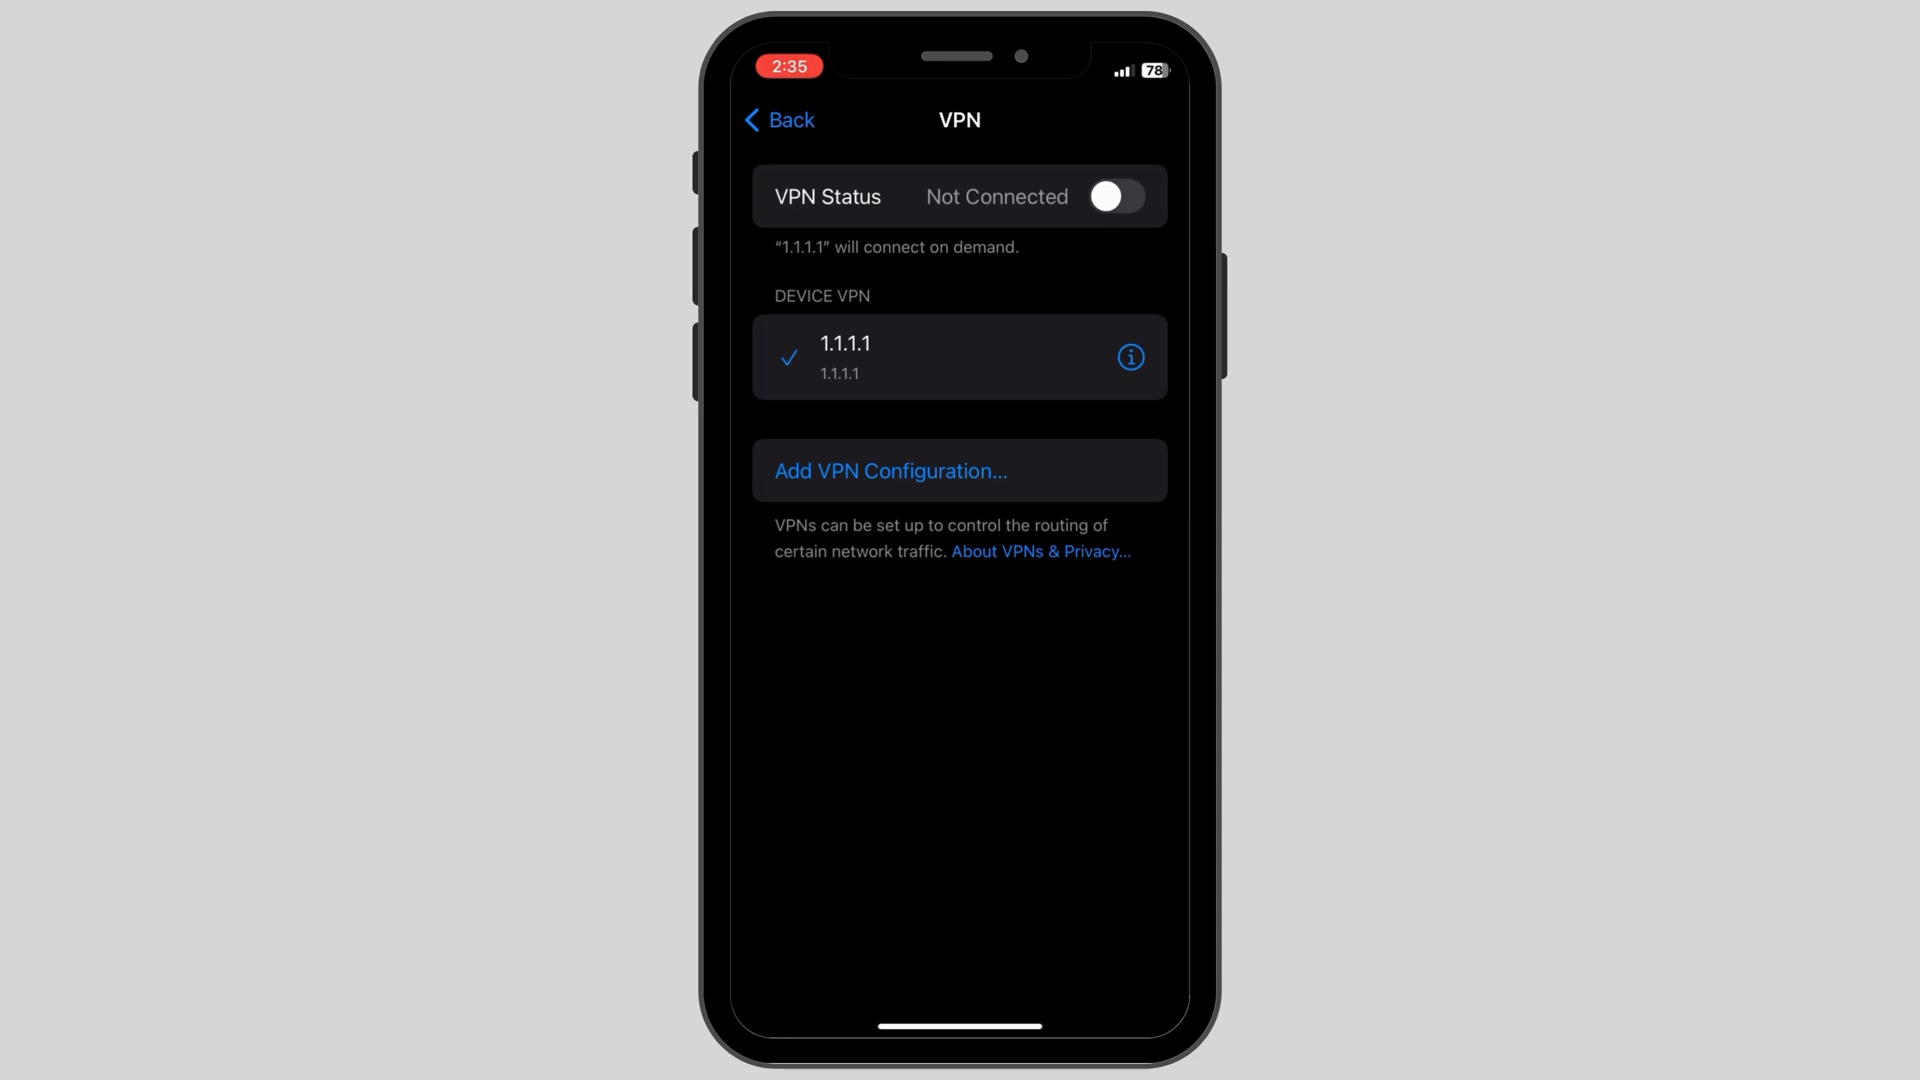 2:35
78
Back
VPN
VPN Status Not Connected
“1.1.1.1” will connect on demand.
DEVICE VPN
1.1.1.1
1.1.1.1
Add VPN Configuration...
VPNs can be set up to control the routing of
certain network traffic. About VPNs & Privacy...